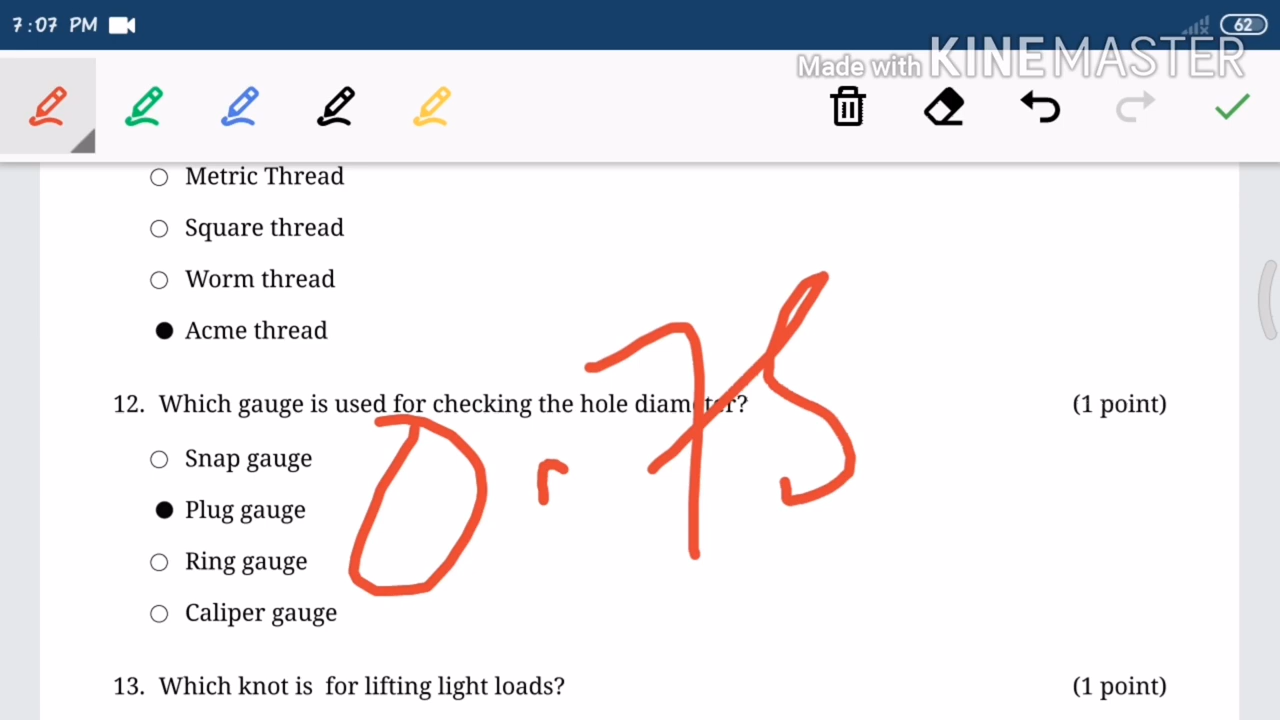 7:07 PM
62
Made with KINEMASTER
Metric Thread
Square thread
Worm thread
Acme thread
12. Which gauge is used for checking the hole diameter? (1 point)
Snap gauge
Plug gauge
Ring gauge
Caliper gauge
0.75
13. Which knot is for lifting light loads? (1 point)